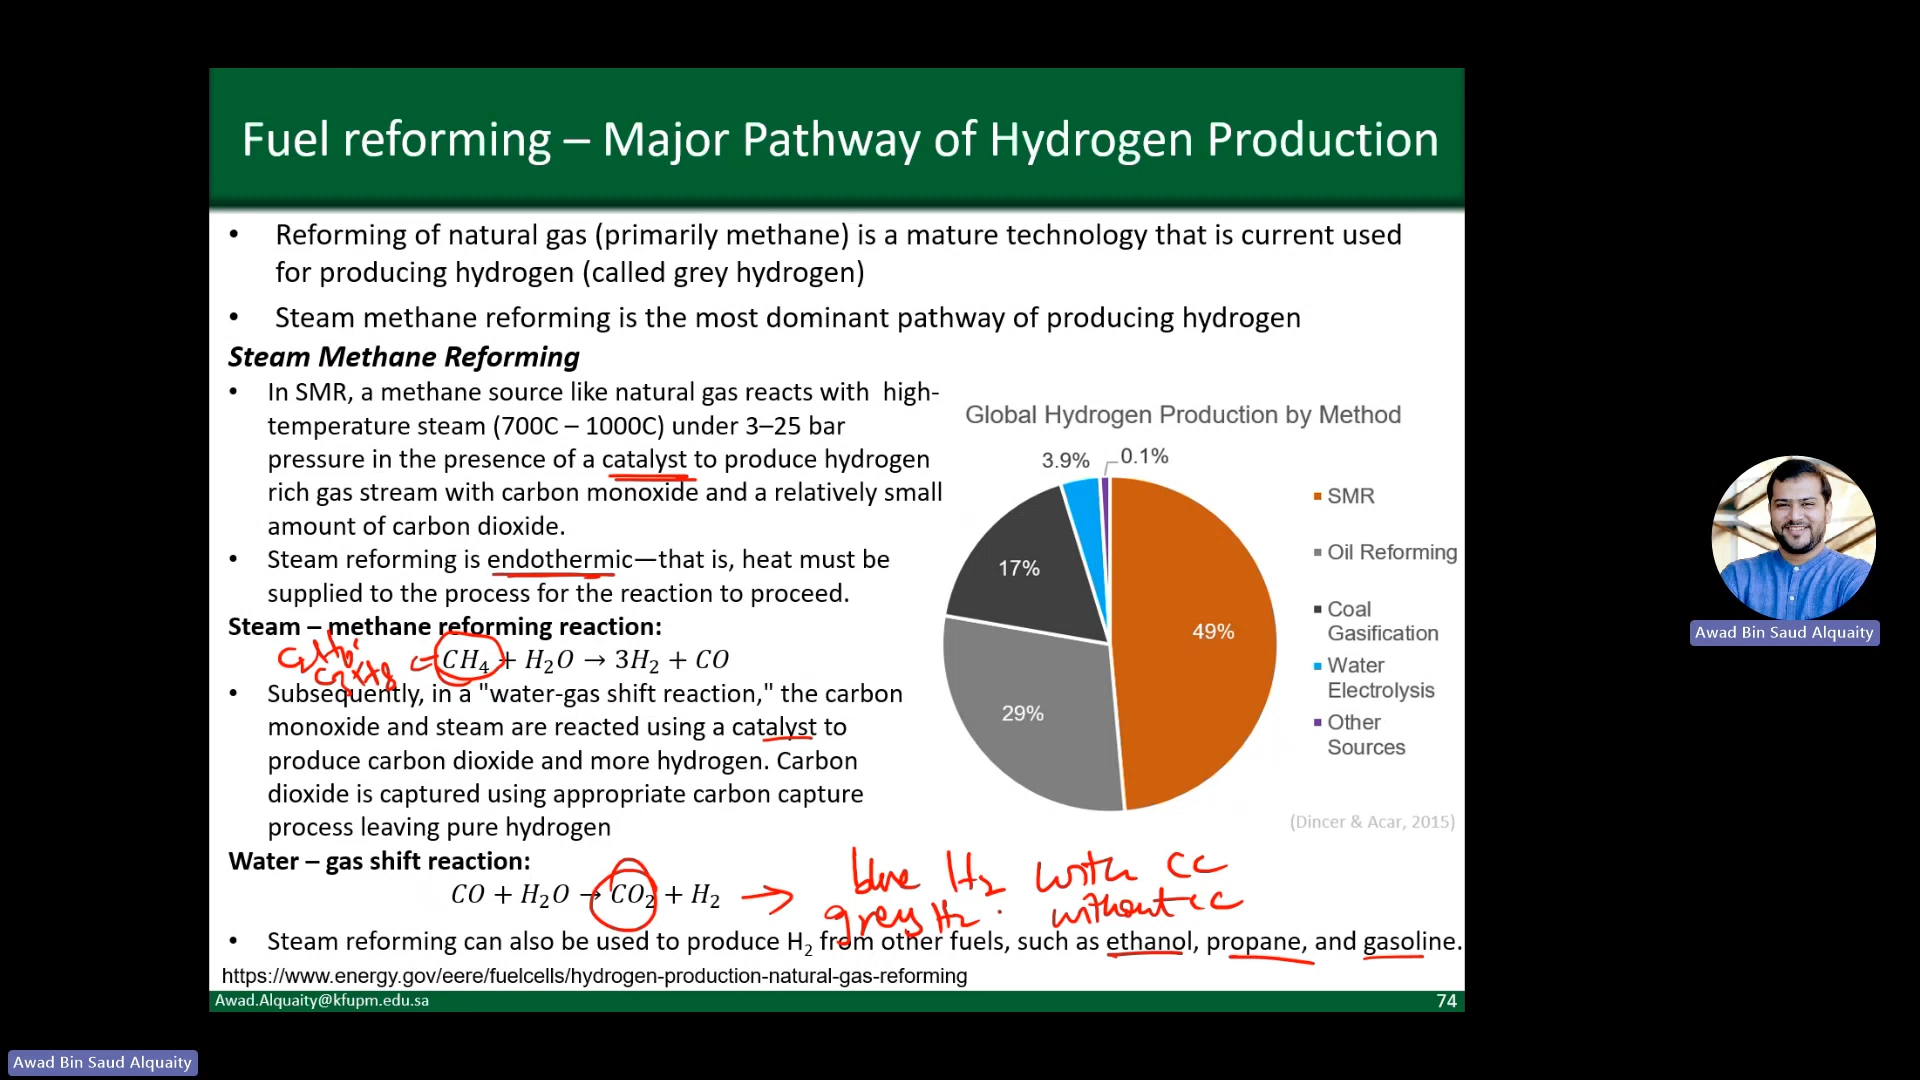 Fuel reforming – Major Pathway of Hydrogen Production
• Reforming of natural gas (primarily methane) is a mature technology that is current used
for producing hydrogen (called grey hydrogen)
• Steam methane reforming is the most dominant pathway of producing hydrogen
Steam Methane Reforming
• In SMR, a methane source like natural gas reacts with high-
temperature steam (700C – 1000C) under 3–25 bar
pressure in the presence of a catalyst to produce hydrogen
rich gas stream with carbon monoxide and a relatively small
amount of carbon dioxide.
• Steam reforming is endothermic—that is, heat must be
supplied to the process for the reaction to proceed.
Steam – methane reforming reaction:
CH₄ + H₂O → 3H₂ + CO
• Subsequently, in a "water-gas shift reaction," the carbon
monoxide and steam are reacted using a catalyst to
produce carbon dioxide and more hydrogen. Carbon
dioxide is captured using appropriate carbon capture
process leaving pure hydrogen
Water – gas shift reaction:
CO + H₂O → CO₂ + H₂ →
blue H₂ with CC
grey H₂ : without CC
• Steam reforming can also be used to produce H₂ from other fuels, such as ethanol, propane, and gasoline.
https://www.energy.gov/eere/fuelcells/hydrogen-production-natural-gas-reforming
Global Hydrogen Production by Method
3.9%
0.1%
17%
49%
29%
SMR
Oil Reforming
Coal
Gasification
Water
Electrolysis
Other
Sources
(Dincer & Acar, 2015)
Awad.Alquaity@kfupm.edu.sa
74
Awad Bin Saud Alquaity
Awad Bin Saud Alquaity